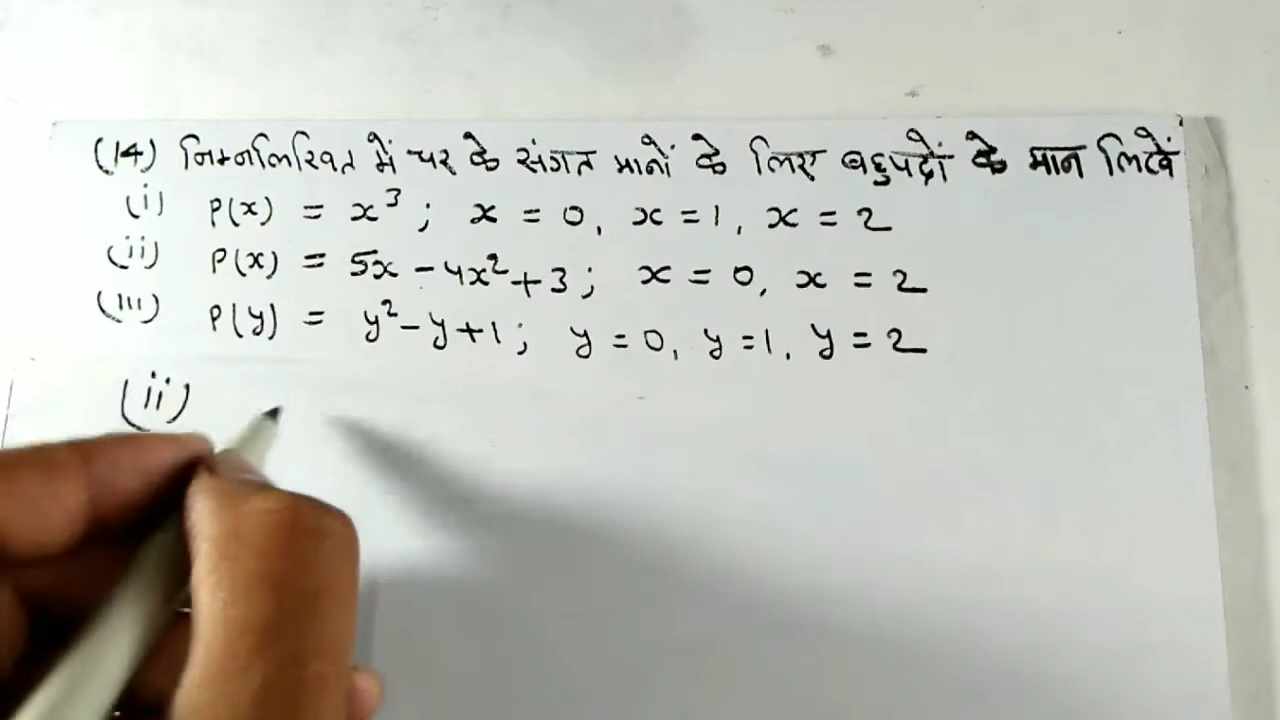 (14) निम्नलिखित में चर के संगत मानों के लिए बहुपदों के मान लिखें
(i) P(x) = x³ ; x = 0, x = 1, x = 2
(ii) P(x) = 5x - 4x² + 3 ; x = 0, x = 2
(III) P(y) = y² - y + 1 ; y = 0, y = 1, y = 2
(ii)